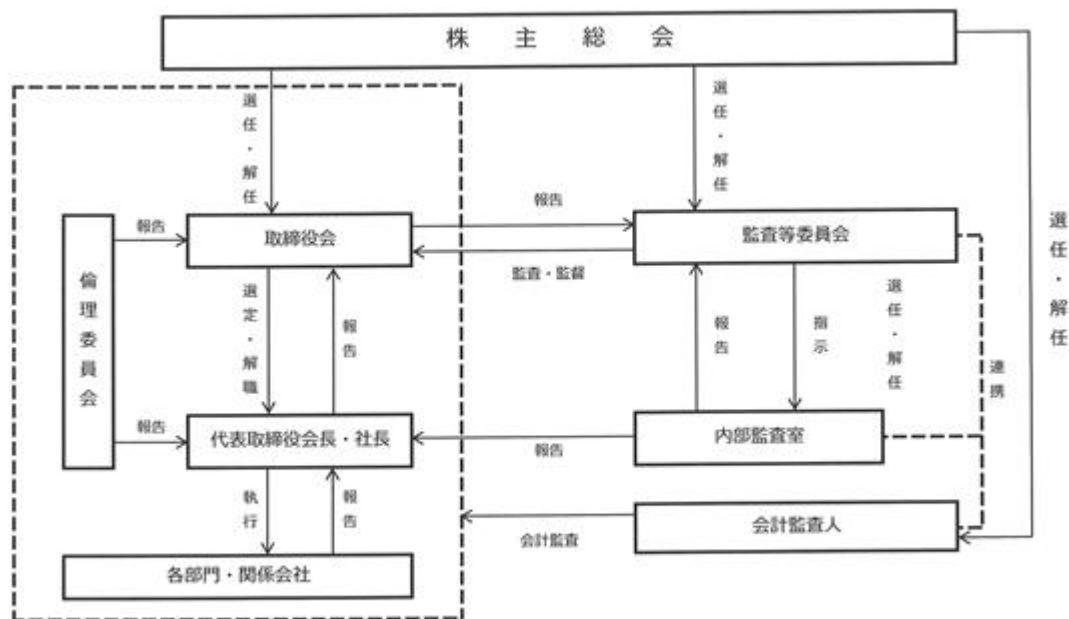 株主総会
選任・解任
選任・解任
選任・解任
報告
取締役会
報告
監査等委員会
監査・監督
倫理委員会
選定・解職
報告
報告
指示
選任・解任
連携
報告
代表取締役会長・社長
報告
内部監査室
執行
報告
会計監査
会計監査人
各部門・関係会社